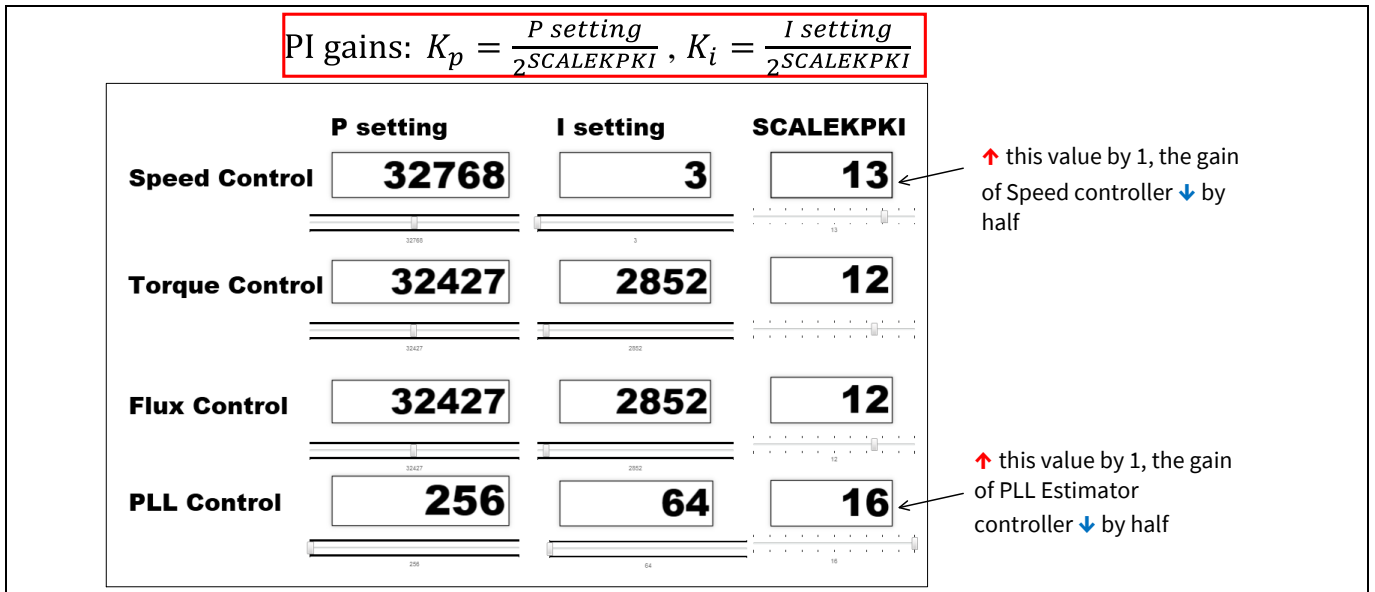 PI gains: K_p = P setting / 2^SCALEKPKI , K_i = I setting / 2^SCALEKPKI
P setting I setting SCALEKPKI
Speed Control 32768 3 13
32768 3 13
↑ this value by 1, the gain
of Speed controller ↓ by
half
Torque Control 32427 2852 12
32427 2852
Flux Control 32427 2852 12
32427 2852 12
PLL Control 256 64 16
256 64 16
↑ this value by 1, the gain
of PLL Estimator
controller ↓ by half